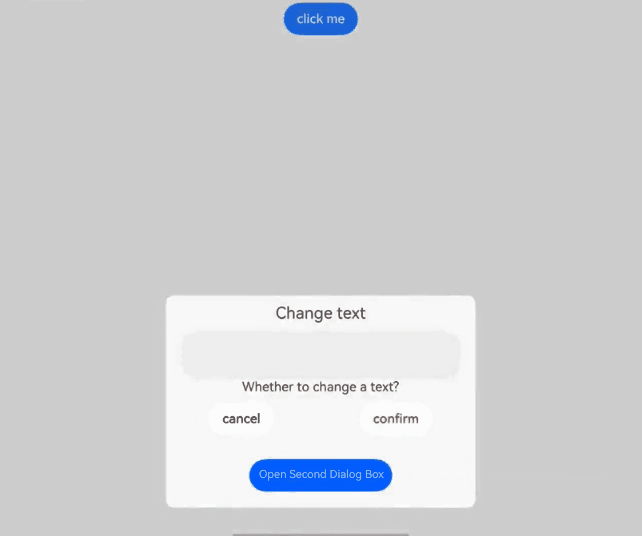 click me
Change text
Whether to change a text?
cancel confirm
Open Second Dialog Box